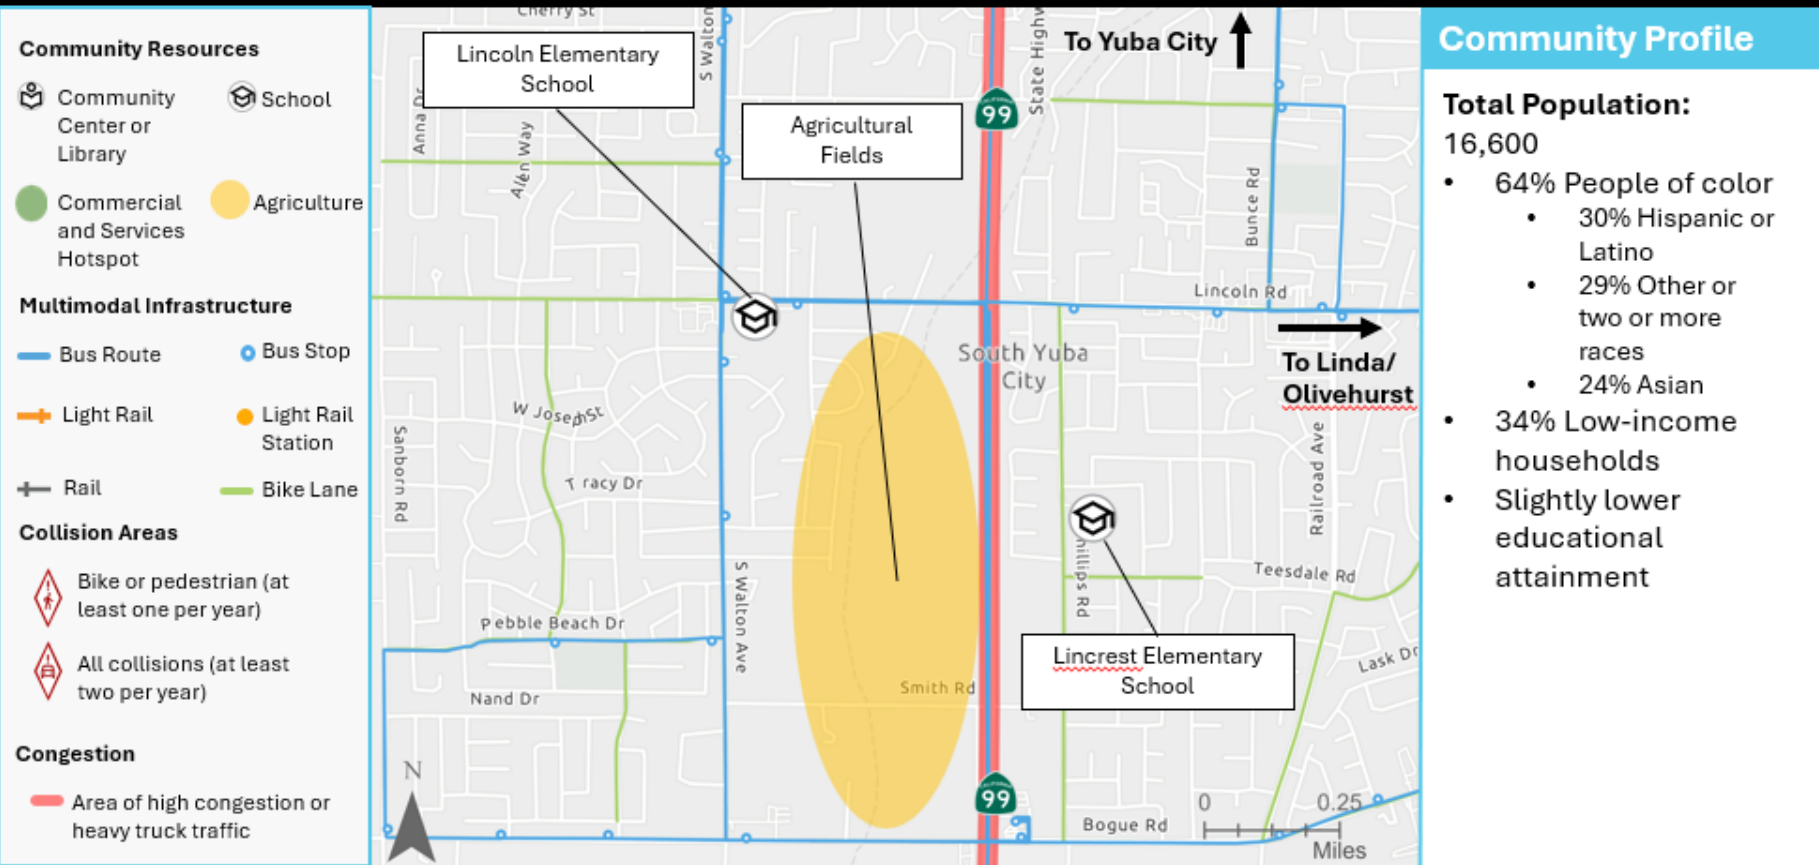 Community Resources
Community
Center or
Library
School
Commercial
and Services
Hotspot
Agriculture
Multimodal Infrastructure
Bus Route
Bus Stop
Light Rail
Light Rail
Station
Rail
Bike Lane
Collision Areas
Bike or pedestrian (at
least one per year)
All collisions (at least
two per year)
Congestion
Area of high congestion or
heavy truck traffic
Cherry St
S Walton
State Highw
To Yuba City
Lincoln Elementary
School
Agricultural
Fields
CALIFORNIA
99
Anna Dr
Allen Way
Bunce Rd
Lincoln Rd
South Yuba
City
To Linda/
Olivehurst
W Joseph St
Sanborn Rd
Tracy Dr
Railroad Ave
S Walton Ave
hillips Rd
Teesdale Rd
Pebble Beach Dr
Lincrest Elementary
School
Lask Dr
Nand Dr
Smith Rd
N
CALIFORNIA
99
Bogue Rd
0
0.25
Miles
Community Profile
Total Population:
16,600
• 64% People of color
• 30% Hispanic or
Latino
• 29% Other or
two or more
races
• 24% Asian
• 34% Low-income
households
• Slightly lower
educational
attainment